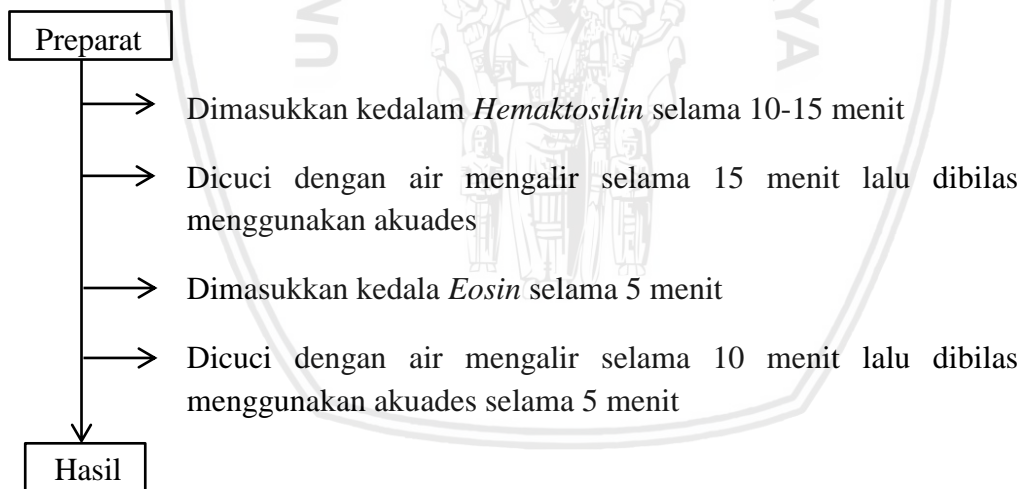 Preparat
Dimasukkan kedalam Hemaktosilin selama 10-15 menit
Dicuci dengan air mengalir selama 15 menit lalu dibilas
menggunakan akuades
Dimasukkan kedala Eosin selama 5 menit
Dicuci dengan air mengalir selama 10 menit lalu dibilas
menggunakan akuades selama 5 menit
Hasil